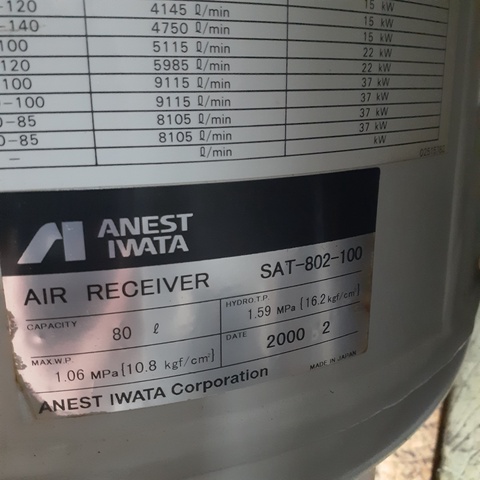 -120 4145 ℓ/min 15 kW
-140 4750 ℓ/min 15 kW
100 5115 ℓ/min 22 kW
120 5985 ℓ/min 22 kW
100 9115 ℓ/min 37 kW
-100 9115 ℓ/min 37 kW
0-85 8105 ℓ/min 37 kW
0-85 8105 ℓ/min 37 kW
- ℓ/min kW
ANEST
IWATA
AIR RECEIVER SAT-802-100
CAPACITY 80 ℓ HYDRO.T.P. 1.59 MPa [16.2kgf/cm²]
MAX.W.P. 1.06 MPa [10.8 kgf/cm²] DATE 2000 2
ANEST IWATA Corporation MADE IN JAPAN